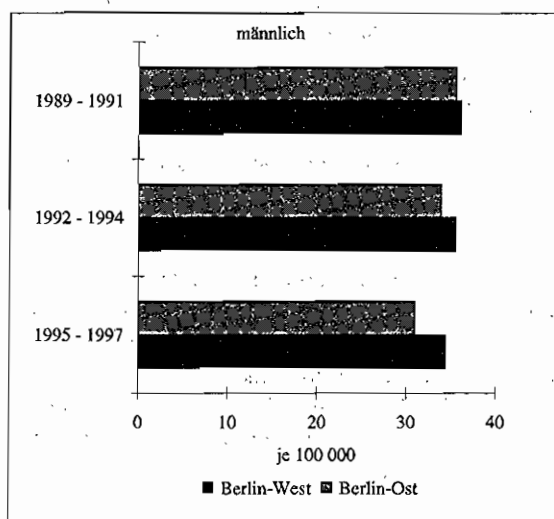 männlich
1989 - 1991
1992 - 1994
1995 - 1997
0 10 20 30 40
je 100 000
Berlin-West Berlin-Ost